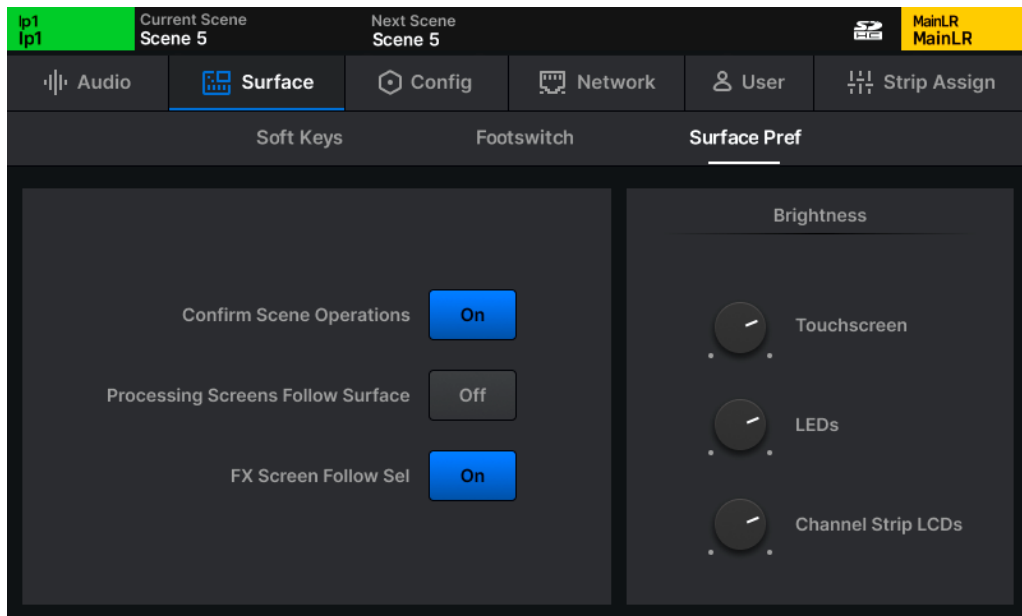 Ip1
Ip1
Current Scene
Scene 5
Next Scene
Scene 5
MainLR
MainLR
Audio
Surface
Config
Network
User
Strip Assign
Soft Keys
Footswitch
Surface Pref
Confirm Scene Operations
On
Processing Screens Follow Surface
Off
FX Screen Follow Sel
On
Brightness
Touchscreen
LEDs
Channel Strip LCDs